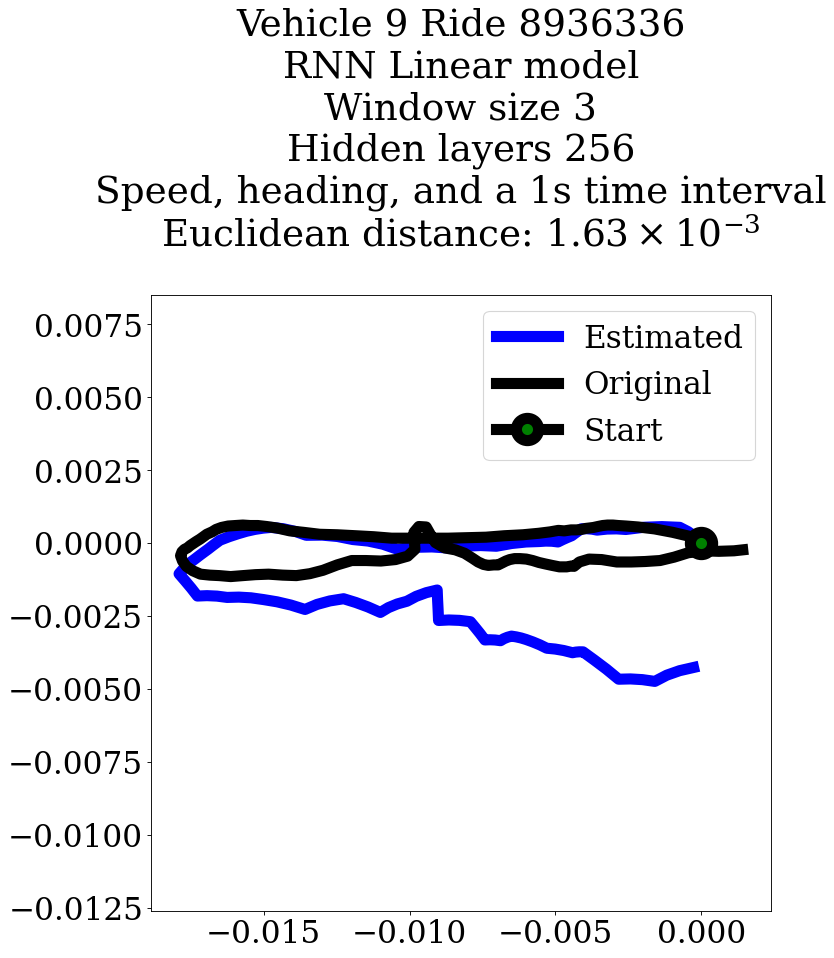 Vehicle 9 Ride 8936336
RNN Linear model
Window size 3
Hidden layers 256
Speed, heading, and a 1s time interval
Euclidean distance: 1.63 × 10⁻³
Estimated
Original
Start
0.0075
0.0050
0.0025
0.0000
−0.0025
−0.0050
−0.0075
−0.0100
−0.0125
−0.015 −0.010 −0.005 0.000